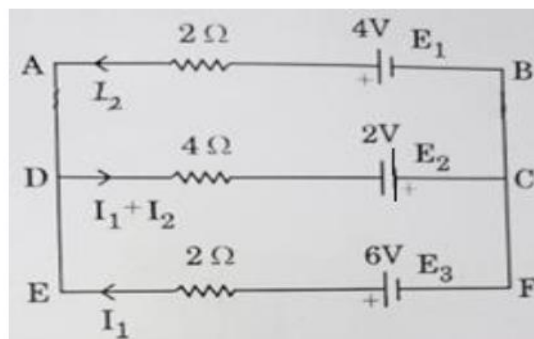 2 Ω 4V E₁
A B
+
I₂
4 Ω 2V E₂
D C
+
I₁ + I₂
2 Ω 6V E₃
E F
+
I₁